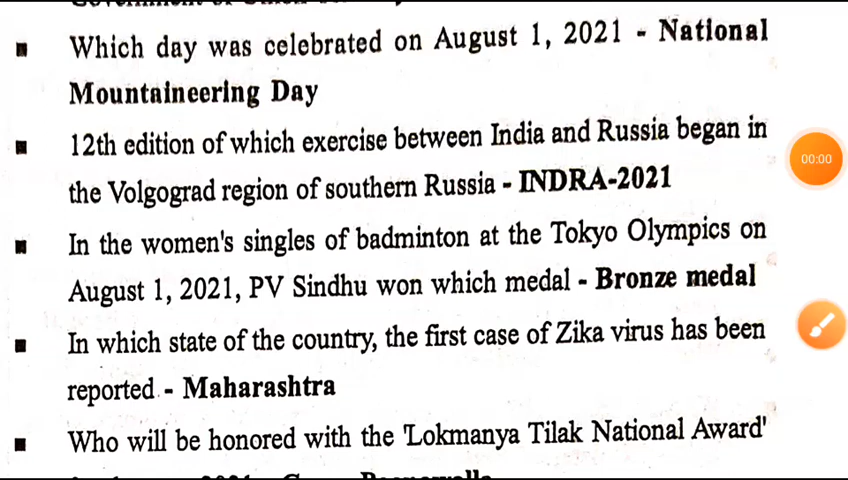 Which day was celebrated on August 1, 2021 - National
Mountaineering Day
12th edition of which exercise between India and Russia began in
the Volgograd region of southern Russia - INDRA-2021
In the women's singles of badminton at the Tokyo Olympics on
August 1, 2021, PV Sindhu won which medal - Bronze medal
In which state of the country, the first case of Zika virus has been
reported - Maharashtra
Who will be honored with the 'Lokmanya Tilak National Award'
00:00